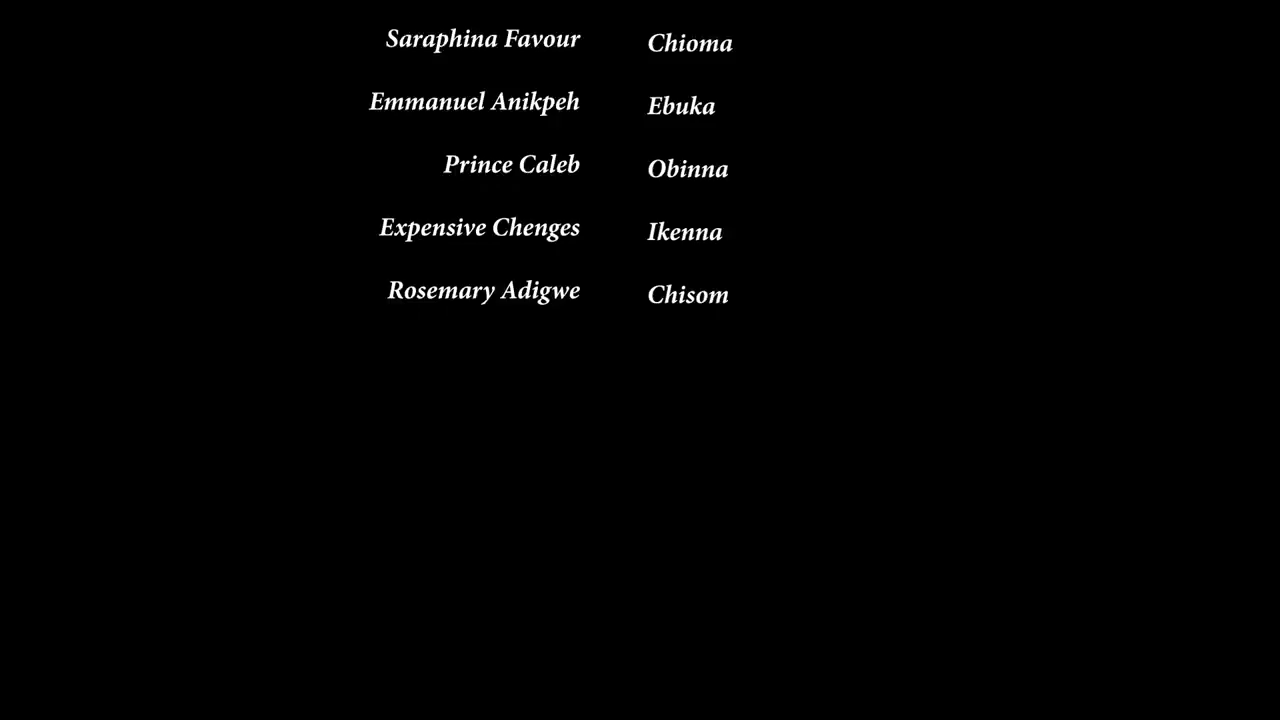 Saraphina Favour Chioma
Emmanuel Anikpeh Ebuka
Prince Caleb Obinna
Expensive Chenges Ikenna
Rosemary Adigwe Chisom